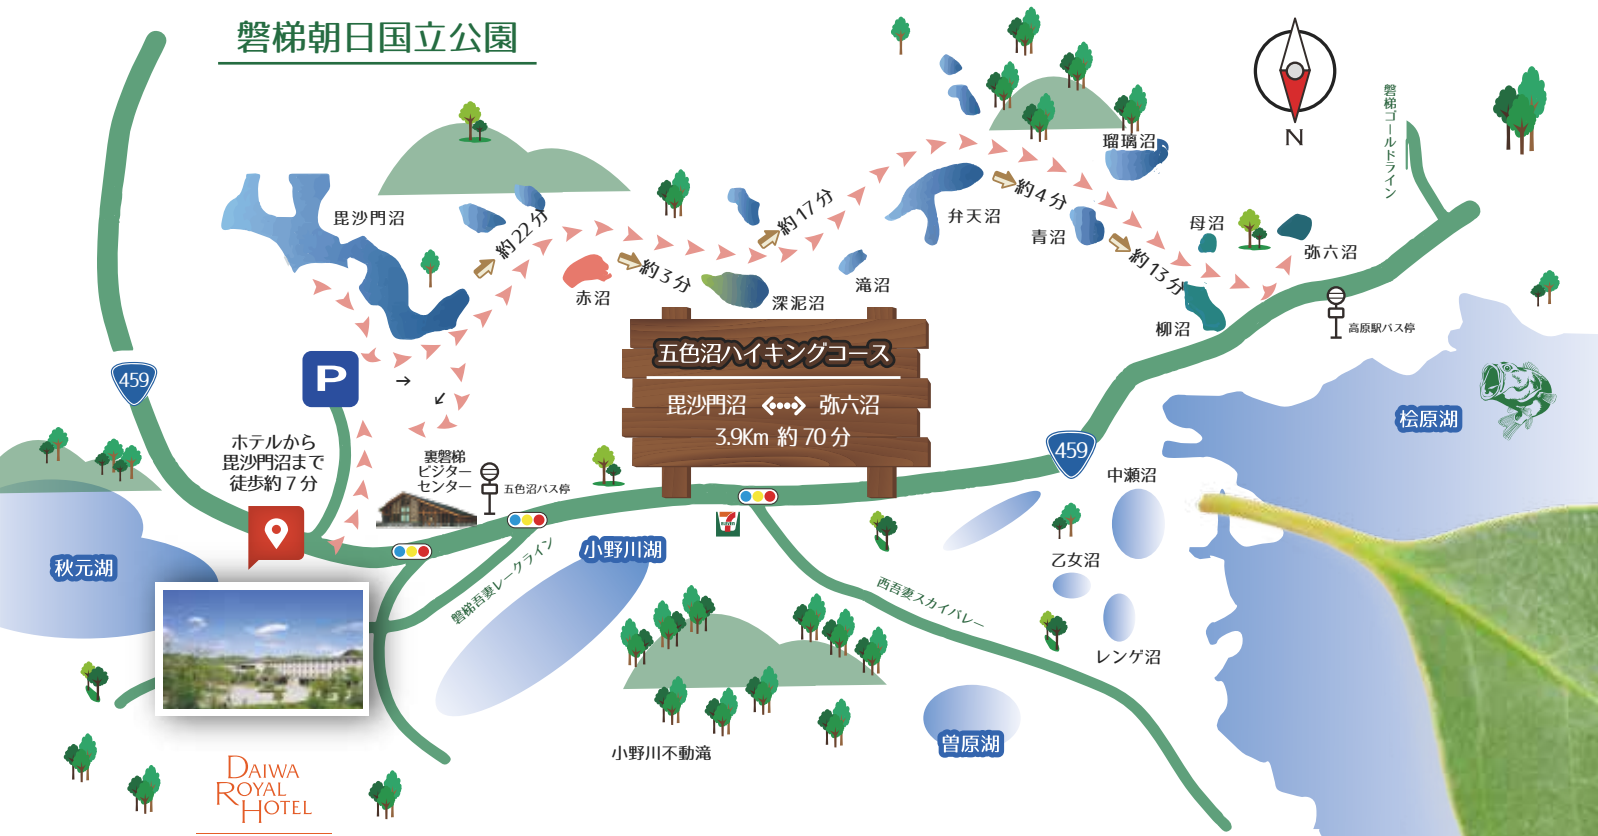 磐梯朝日国立公園
N
磐梯ゴールドライン
瑠璃沼
毘沙門沼
約22分
約17分
約4分
弁天沼
青沼
母沼
弥六沼
約13分
赤沼
約3分
深泥沼
滝沼
柳沼
高原駅バス停
五色沼ハイキングコース
毘沙門沼
弥六沼
3.9Km 約70分
459
P
ホテルから
毘沙門沼まで
徒歩約7分
裏磐梯
ビジター
センター
五色沼バス停
459
桧原湖
中瀬沼
7
ELEVEN
秋元湖
小野川湖
磐梯吾妻レークライン
西吾妻スカイバレー
乙女沼
レンゲ沼
曽原湖
小野川不動滝
DAIWA
ROYAL
HOTEL